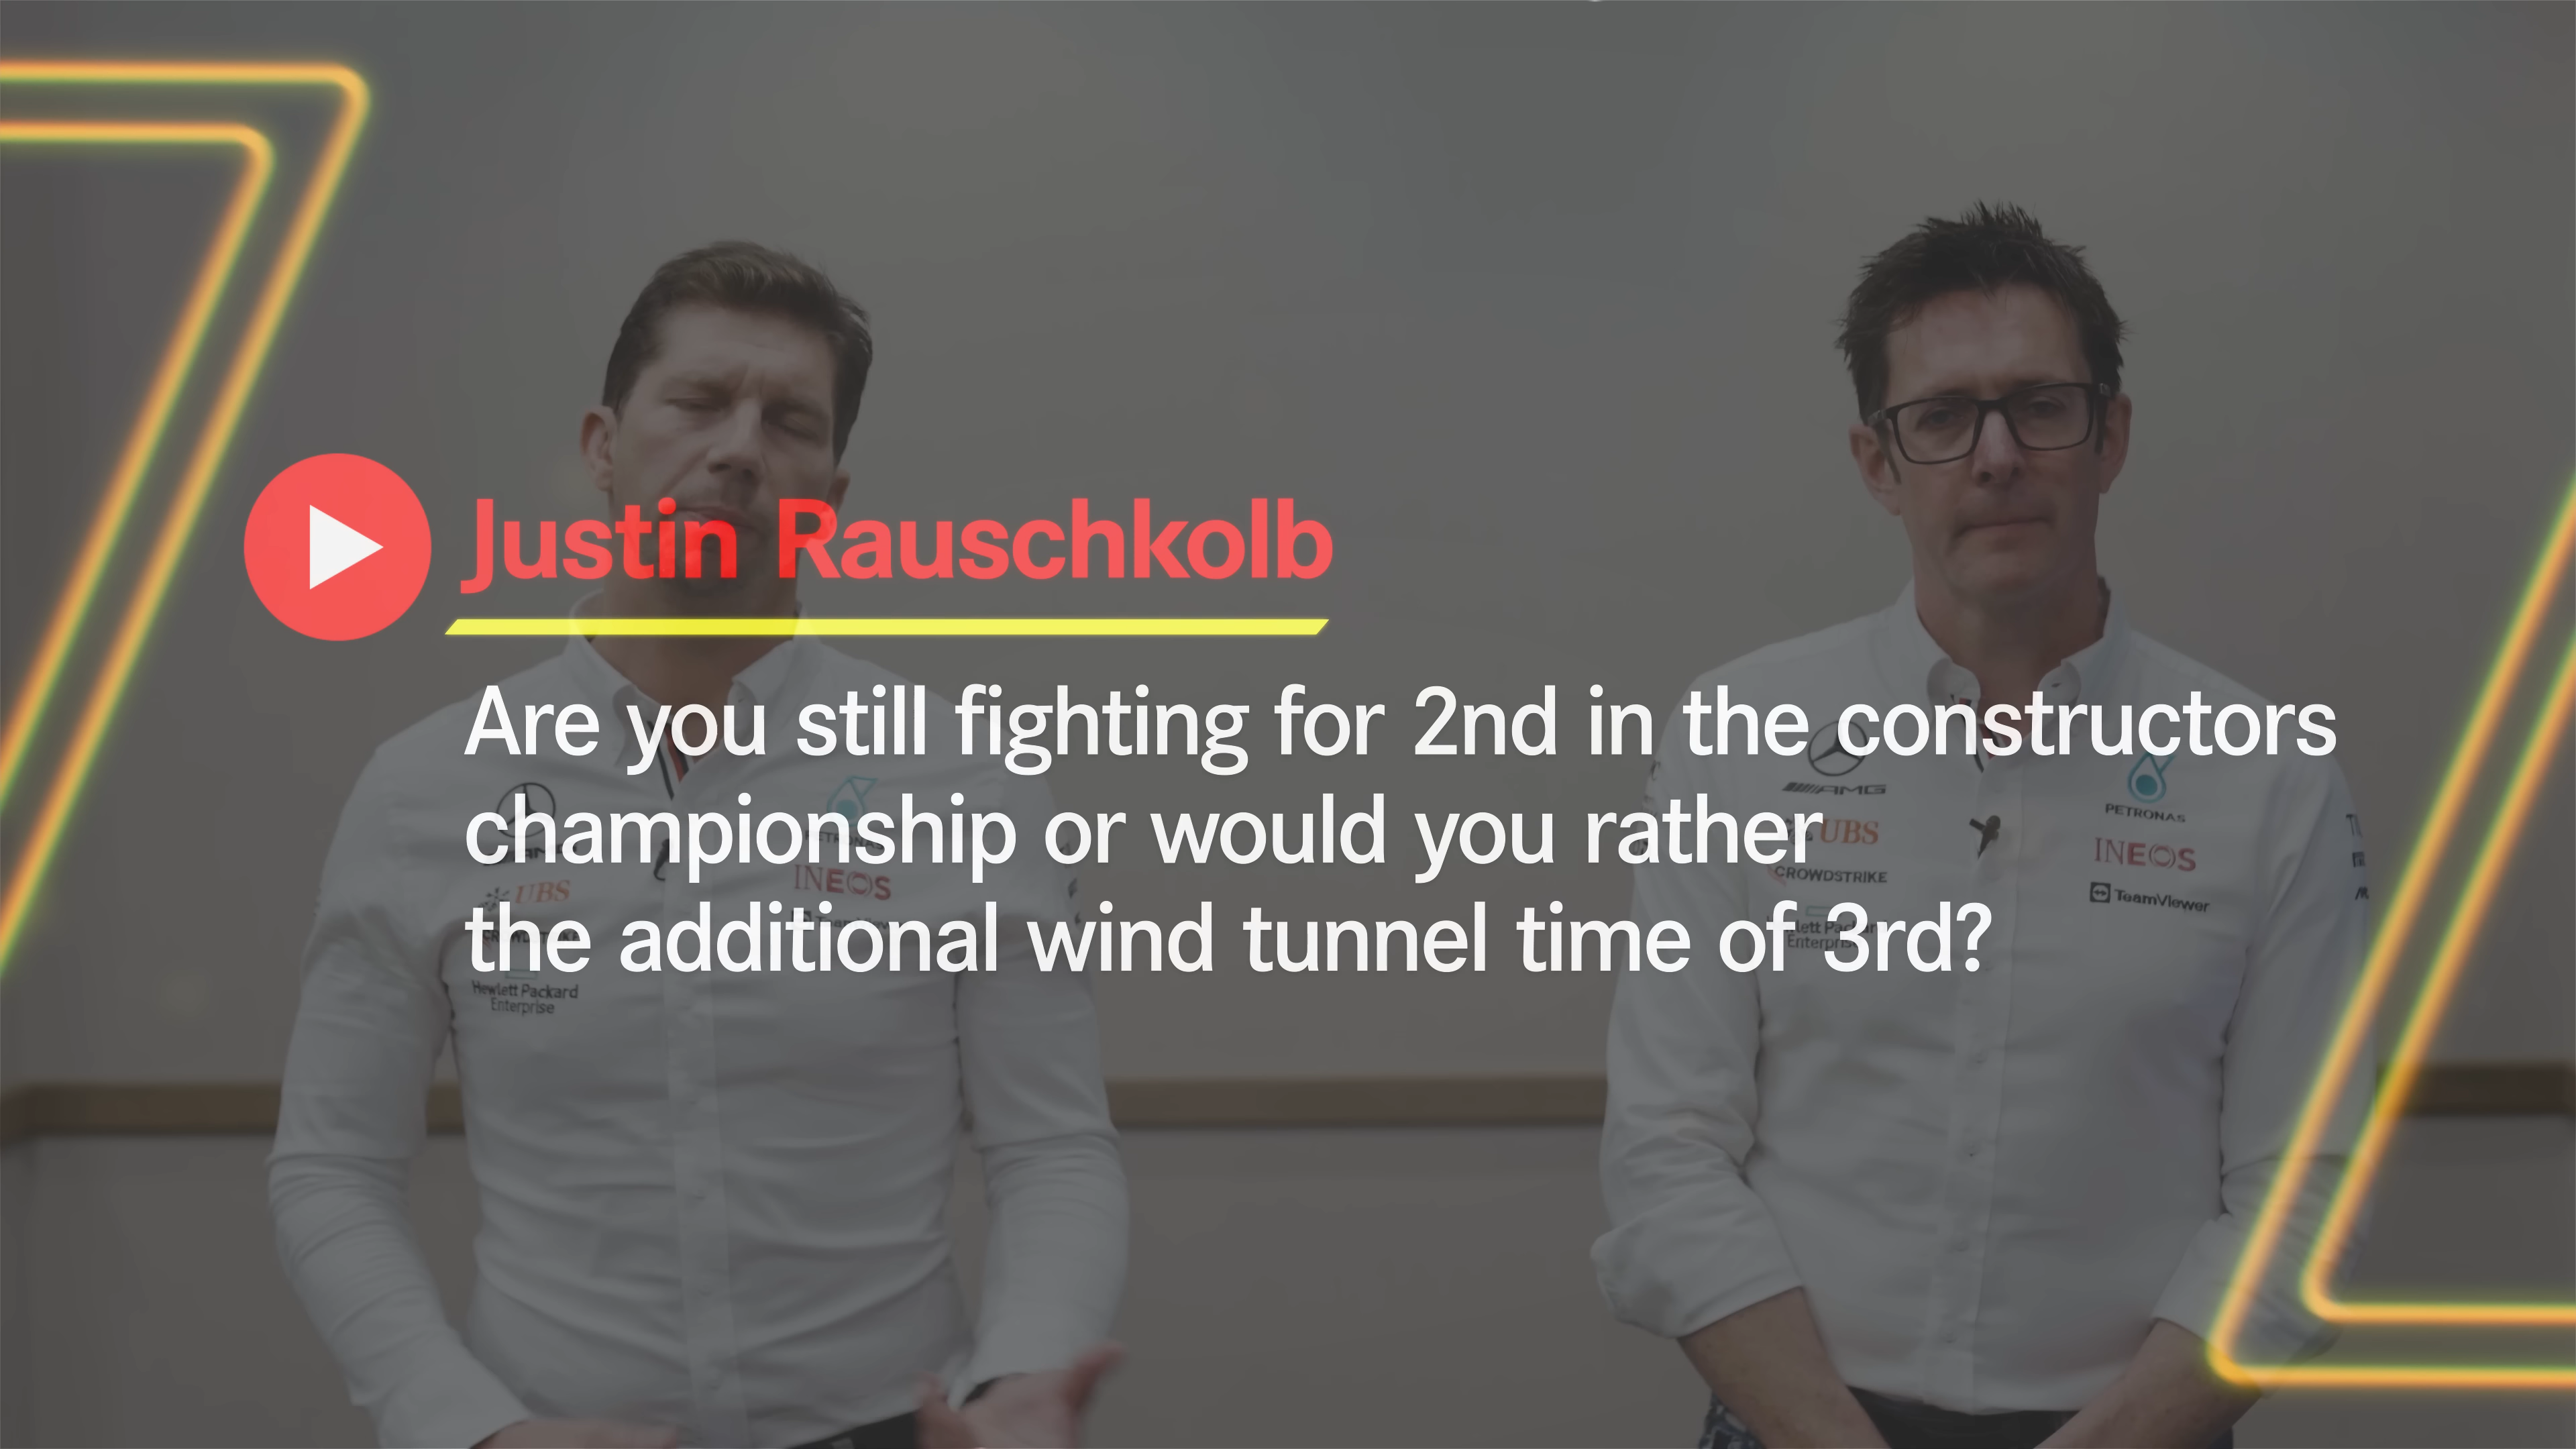 Justin Rauschkolb
Are you still fighting for 2nd in the constructors
championship or would you rather
the additional wind tunnel time of 3rd?
UBS
INEOS
Hewlett Packard
Enterprise
AMG
UBS
CROWDSTRIKE
Enterprise
PETRONAS
INEOS
TeamViewer